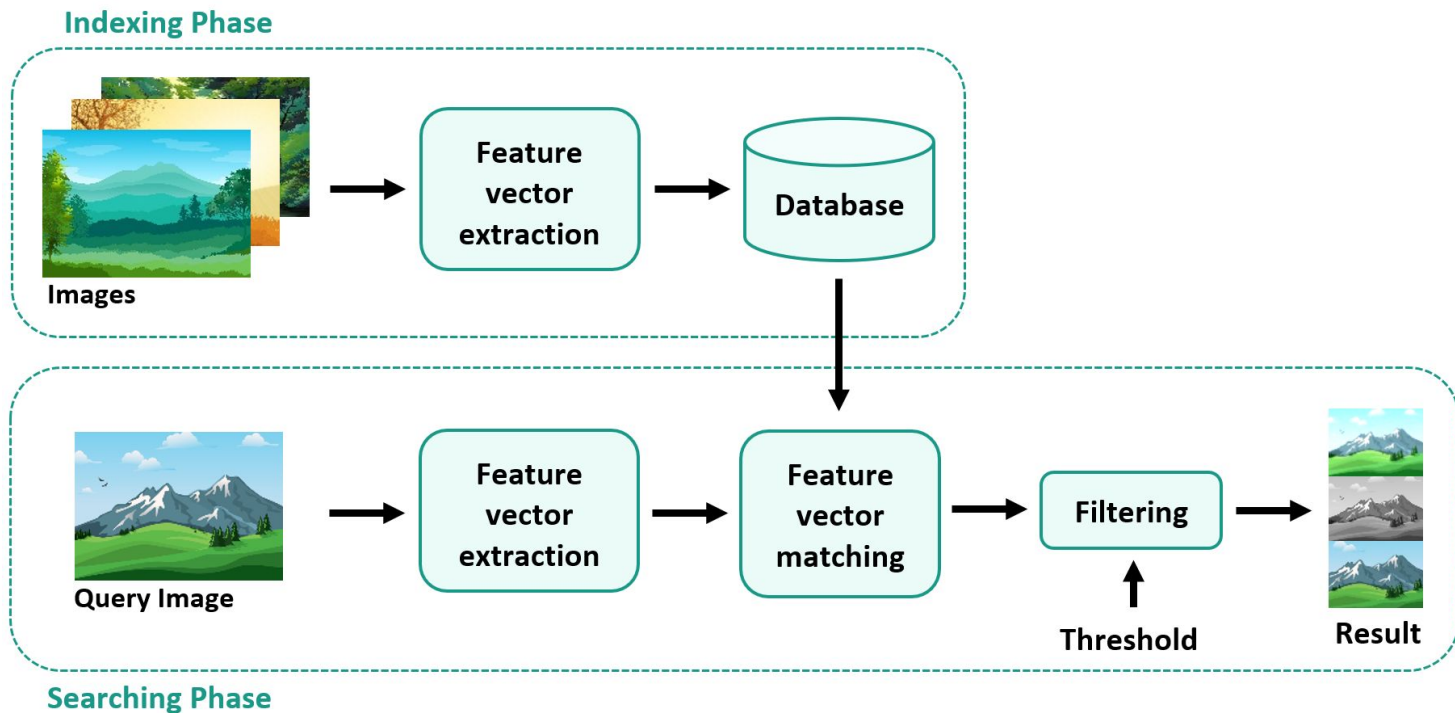 Indexing Phase
Feature
vector
extraction
Database
Images
Feature
vector
extraction
Feature
vector
matching
Filtering
Query Image
Threshold
Result
Searching Phase